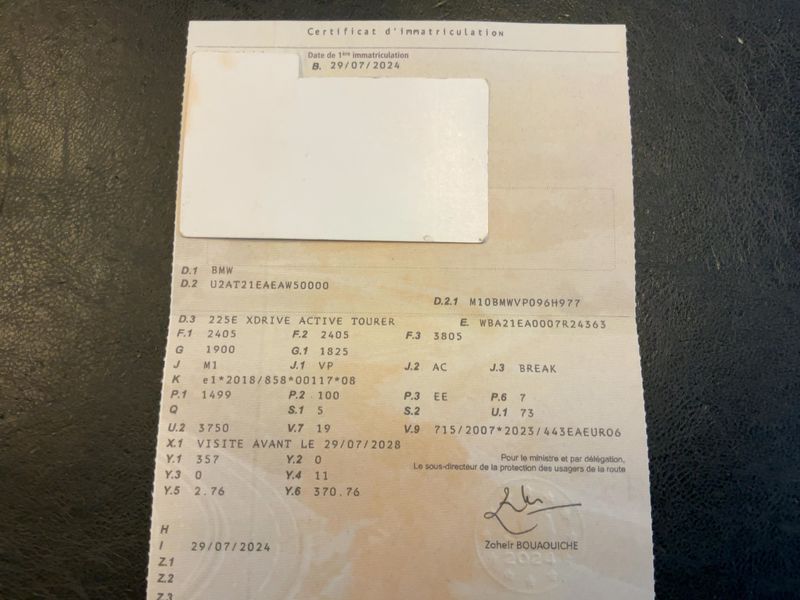 Certificat d'immatriculation
Date de 1ère immatriculation
B. 29/07/2024
D.1 BMW
D.2 U2AT21EAEAW50000
D.2.1 M10BMWVP096H977
D.3 225E XDRIVE ACTIVE TOURER E. WBA21EA0007R24363
F.1 2405 F.2 2405 F.3 3805
G 1900 G.1 1825
J M1 J.1 VP J.2 AC J.3 BREAK
K e1*2018/858*00117*08
P.1 1499 P.2 100 P.3 EE P.6 7
Q S.1 5 S.2 U.1 73
U.2 3750 V.7 19 V.9 715/2007*2023/443EAEURO6
X.1 VISITE AVANT LE 29/07/2028
Y.1 357 Y.2 0 Pour le ministre et par délégation,
Le sous-directeur de la protection des usagers de la route
Y.3 0 Y.4 11
Y.5 2.76 Y.6 370.76
H
I 29/07/2024 Zoheir BOUAOUICHE
Z.1
Z.2
Z.3